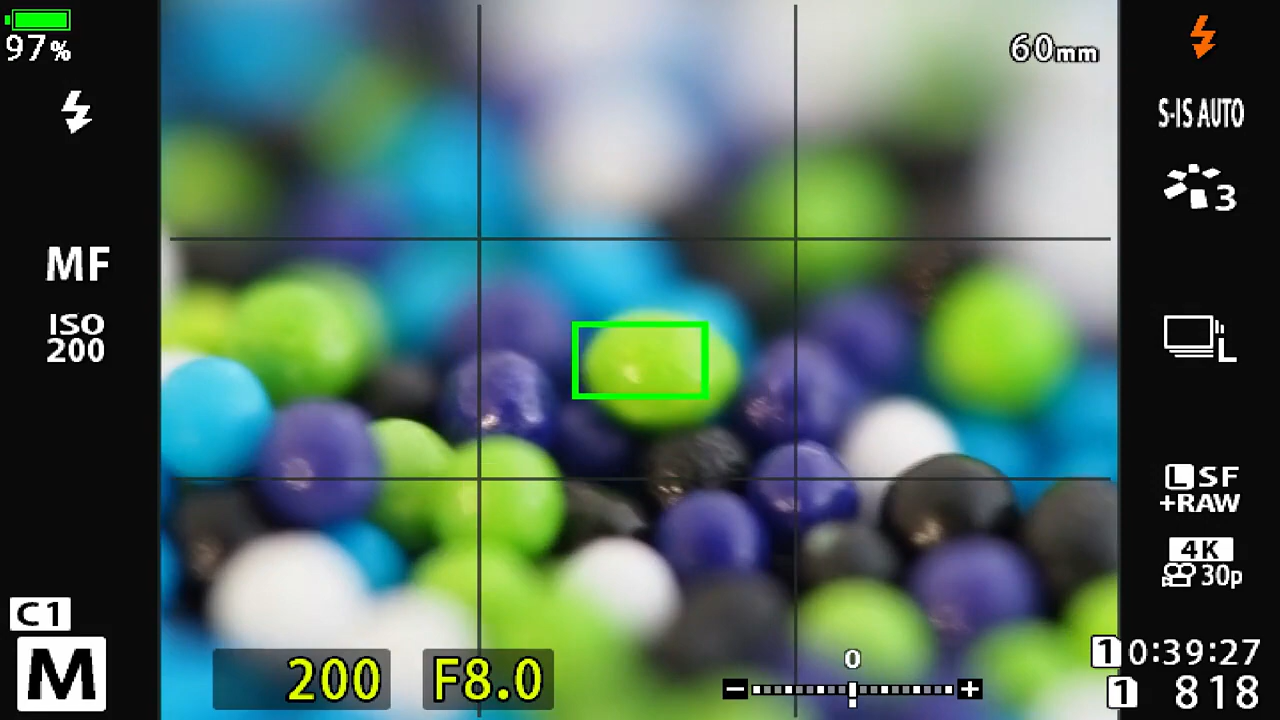 97%
60mm
S-IS AUTO
3
MF
ISO
200
L
L SF
+RAW
4K
30p
C1
M
200
F8.0
0
− +
1 0:39:27
1 818